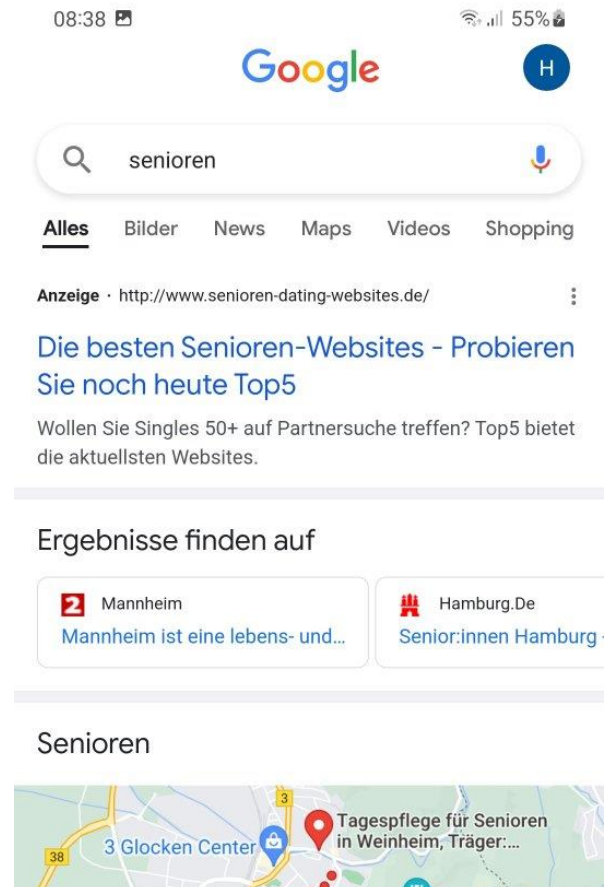 08:38 55%
Google
H
senioren
Alles Bilder News Maps Videos Shopping
Anzeige · http://www.senioren-dating-websites.de/
Die besten Senioren-Websites - Probieren
Sie noch heute Top5
Wollen Sie Singles 50+ auf Partnersuche treffen? Top5 bietet
die aktuellsten Websites.
Ergebnisse finden auf
2 Mannheim
Mannheim ist eine lebens- und...
Hamburg.De
Senior:innen Hamburg -
Senioren
3
Tagespflege für Senioren
in Weinheim, Träger:...
3 Glocken Center
38